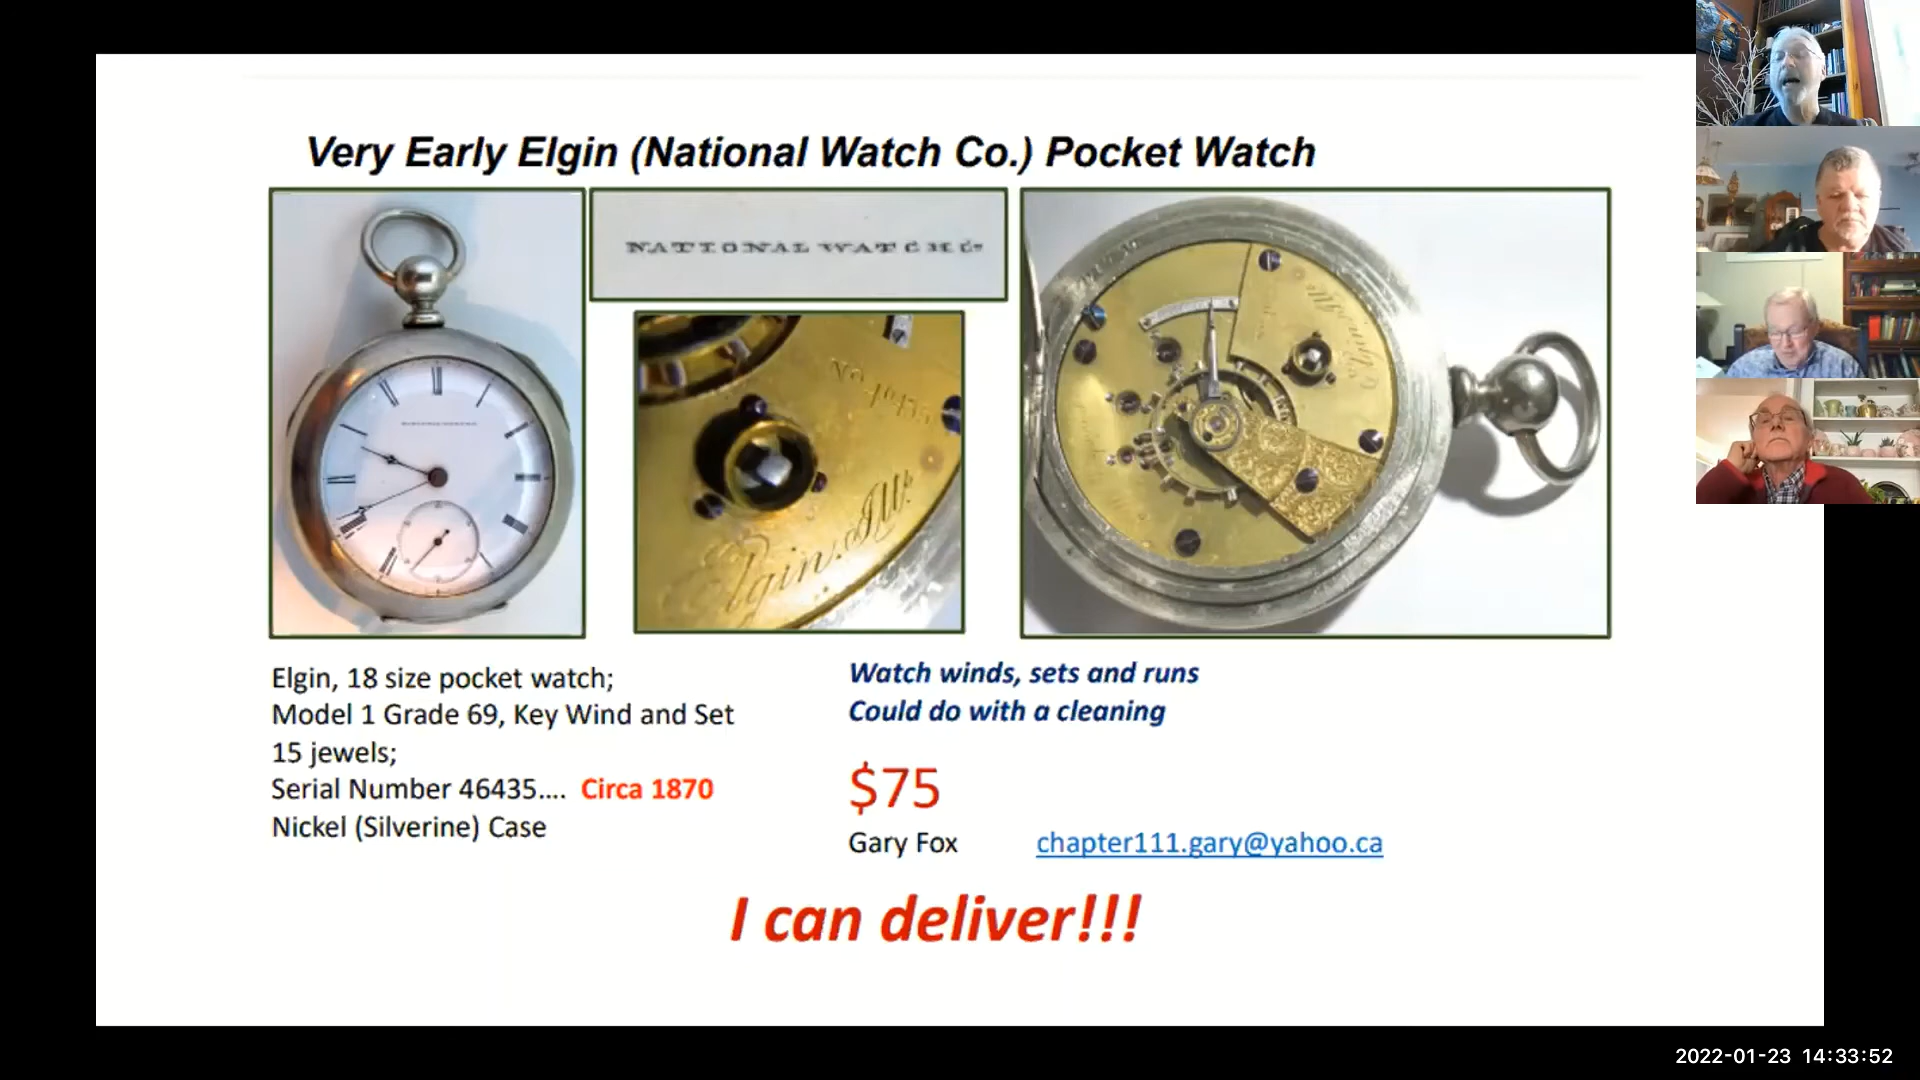 Very Early Elgin (National Watch Co.) Pocket Watch
NATIONAL WATCH Co.
Elgin. Ills.
Elgin, 18 size pocket watch;
Model 1 Grade 69, Key Wind and Set
15 jewels;
Serial Number 46435.... Circa 1870
Nickel (Silverine) Case
Watch winds, sets and runs
Could do with a cleaning
$75
Gary Fox chapter111.gary@yahoo.ca
I can deliver!!!
2022-01-23 14:33:52